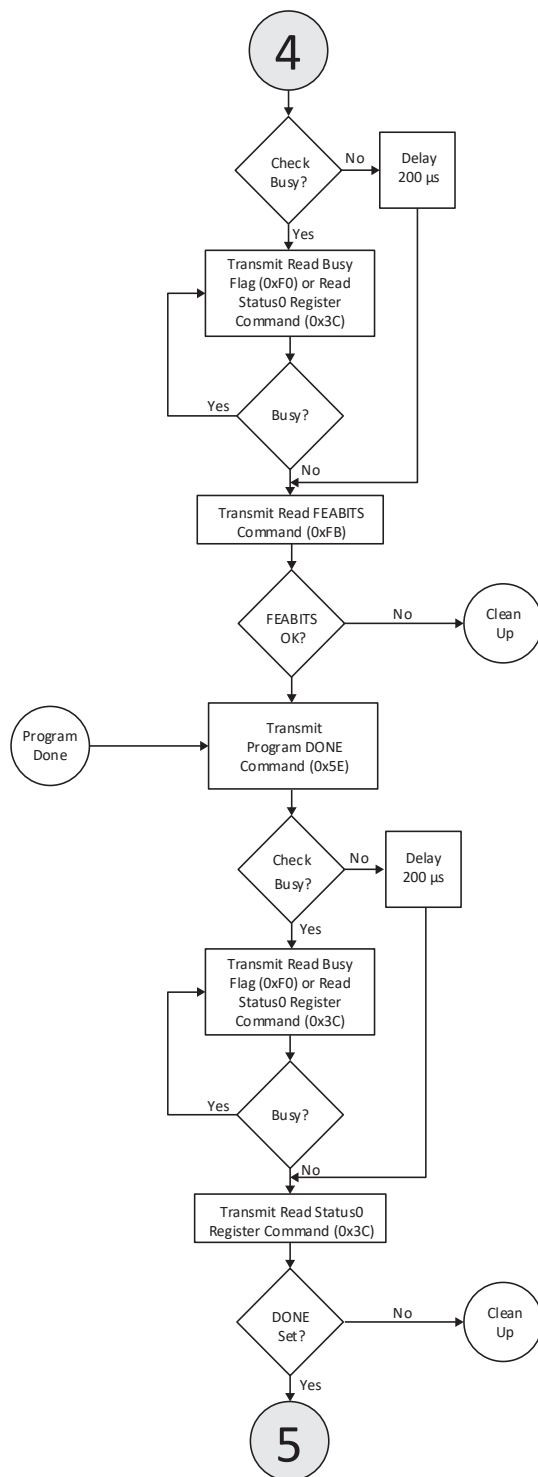 4
Check
Busy?
No
Delay
200 µs
Yes
Transmit Read Busy
Flag (0xF0) or Read
Status0 Register
Command (0x3C)
Yes
Busy?
No
Transmit Read FEABITS
Command (0xFB)
FEABITS
OK?
No
Clean
Up
Program
Done
Transmit
Program DONE
Command (0x5E)
Check
Busy?
No
Delay
200 µs
Yes
Transmit Read Busy
Flag (0xF0) or Read
Status0 Register
Command (0x3C)
Yes
Busy?
No
Transmit Read Status0
Register Command (0x3C)
DONE
Set?
No
Clean
Up
Yes
5